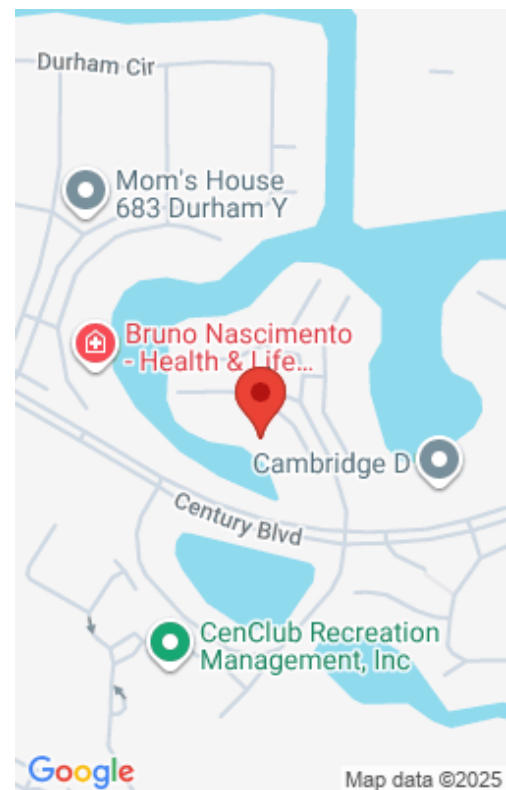 Durham Cir
Mom's House
683 Durham Y
Bruno Nascimento
- Health & Life...
Cambridge D
Century Blvd
CenClub Recreation
Management, Inc
Google
Map data ©2025